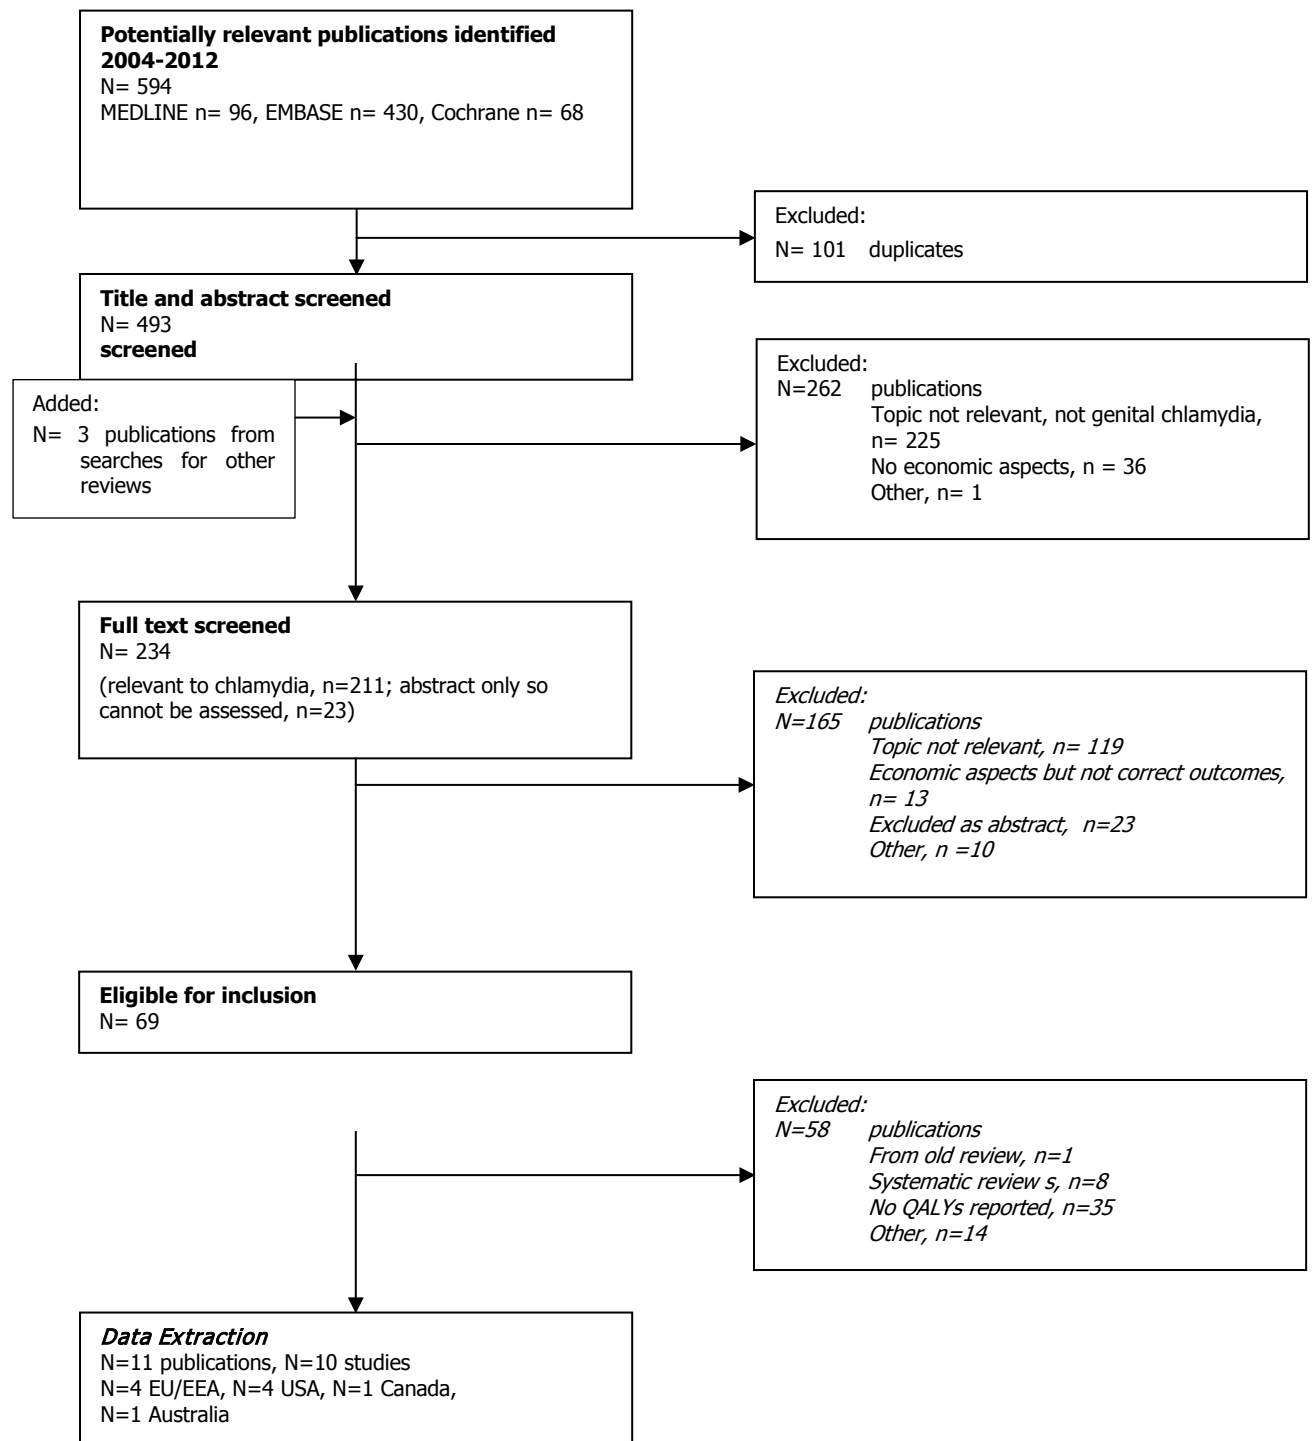 Potentially relevant publications identified
2004-2012
N= 594
MEDLINE n= 96, EMBASE n= 430, Cochrane n= 68
Excluded:
N= 101 duplicates
Title and abstract screened
N= 493
screened
Added:
N= 3 publications from
searches for other
reviews
Excluded:
N=262 publications
Topic not relevant, not genital chlamydia,
n= 225
No economic aspects, n = 36
Other, n= 1
Full text screened
N= 234
(relevant to chlamydia, n=211; abstract only so
cannot be assessed, n=23)
Excluded:
N=165 publications
Topic not relevant, n= 119
Economic aspects but not correct outcomes,
n= 13
Excluded as abstract, n=23
Other, n =10
Eligible for inclusion
N= 69
Excluded:
N=58 publications
From old review, n=1
Systematic review s, n=8
No QALYs reported, n=35
Other, n=14
Data Extraction
N=11 publications, N=10 studies
N=4 EU/EEA, N=4 USA, N=1 Canada,
N=1 Australia